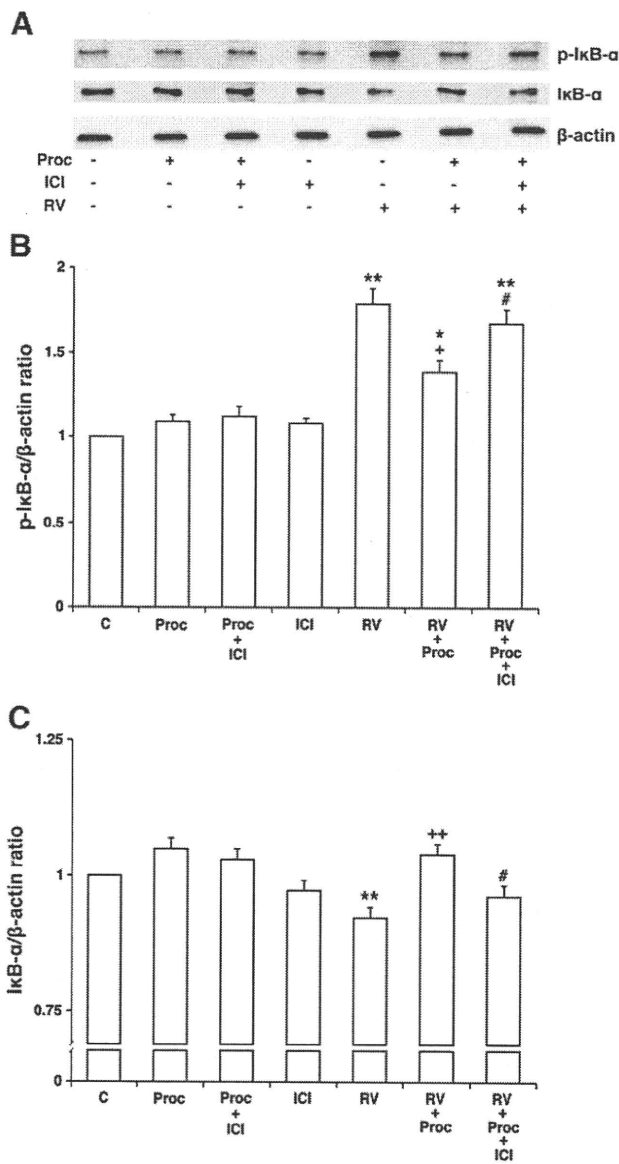 A
p-IκB-α
IκB-α
β-actin
Proc - + + - - + +
ICI - - + + - - +
RV - - - - + + +
B
p-IκB-α/β-actin ratio
2
1.5
1
0.5
0
**
*
+
**
#
C Proc Proc + ICI ICI RV RV + Proc RV + Proc + ICI
C
IκB-α/β-actin ratio
1.25
1
0.75
0
**
++
#
C Proc Proc + ICI ICI RV RV + Proc RV + Proc + ICI